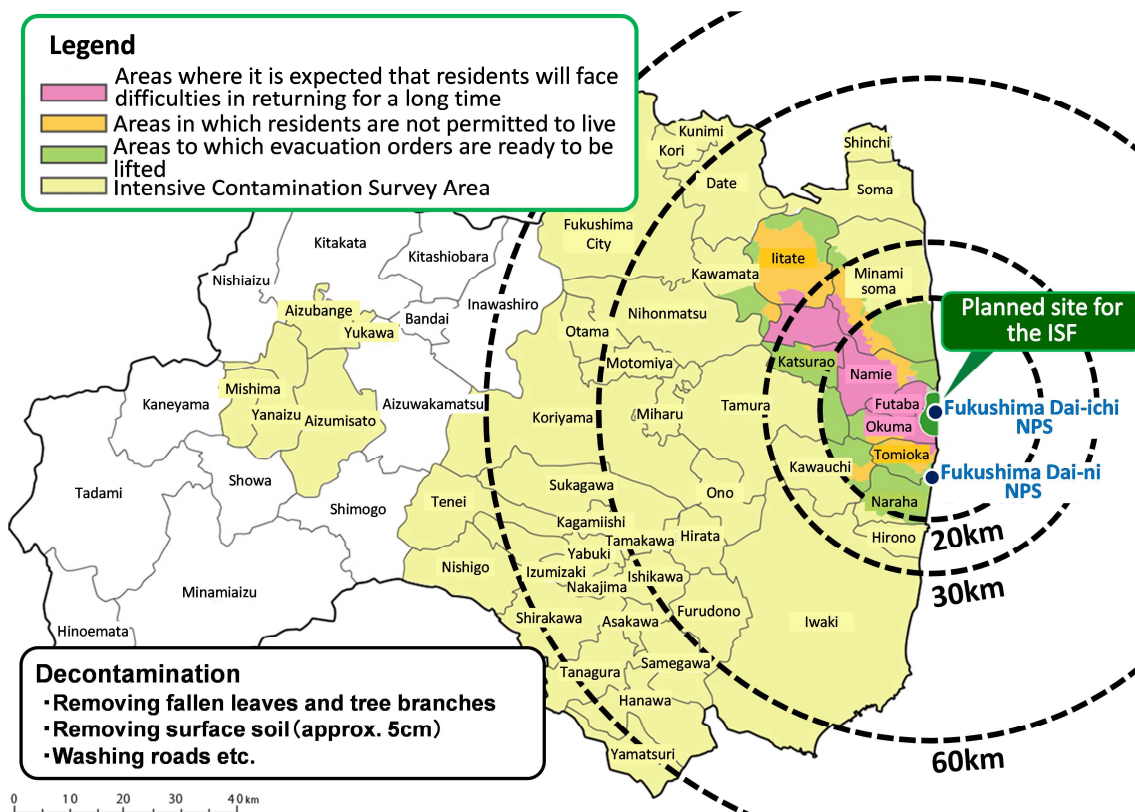 Legend
Areas where it is expected that residents will face
difficulties in returning for a long time
Areas in which residents are not permitted to live
Areas to which evacuation orders are ready to be
lifted
Intensive Contamination Survey Area
Kunimi
Kori
Shinchi
Date
Soma
Fukushima
City
Kitakata
Kitashiobara
Iitate
Kawamata
Minami
soma
Nishiaizu
Inawashiro
Planned site for
the ISF
Aizubange
Yukawa
Bandai
Nihonmatsu
Otama
Motomiya
Katsurao
Namie
Mishima
Kaneyama
Yanaizu
Aizumisato
Aizuwakamatsu
Koriyama
Miharu
Tamura
Futaba
Okuma
Fukushima Dai-ichi
NPS
Tomioka
Kawauchi
Fukushima Dai-ni
NPS
Tadami
Showa
Shimogo
Tenei
Sukagawa
Ono
Naraha
Kagamiishi
Tamakawa
Hirata
Hirono
20km
Yabuki
Nishigo
Izumizaki
Nakajima
Ishikawa
30km
Minamiaizu
Shirakawa
Asakawa
Furudono
Iwaki
Hinoemata
Tanagura
Samegawa
Hanawa
Yamatsuri
60km
Decontamination
・Removing fallen leaves and tree branches
・Removing surface soil（approx. 5cm）
・Washing roads etc.
0 10 20 30 40 km